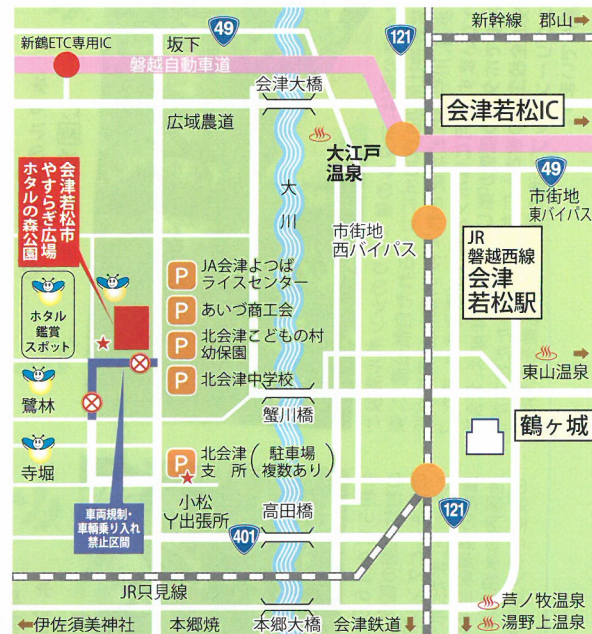 新幹線 郡山
49
121
新鶴ETC専用IC
坂下
磐越自動車道
会津大橋
会津若松IC
広域農道
大江戸
温泉
大川
49
市街地
東バイパス
市街地
西バイパス
会津若松市
やすらぎ広場
ホタルの森公園
JR
磐越西線
会津
若松駅
P
JA会津よつば
ライスセンター
P
あいづ商工会
P
北会津こどもの村
幼保園
P
北会津中学校
ホタル
鑑賞
スポット
東山温泉
鷺林
蟹川橋
鶴ヶ城
寺堀
P
北会津
支所
(駐車場
複数あり)
車両規制・
車輌乗り入れ
禁止区間
小松
出張所
高田橋
121
401
JR只見線
芦ノ牧温泉
伊佐須美神社
本郷焼
本郷大橋
会津鉄道
湯野上温泉